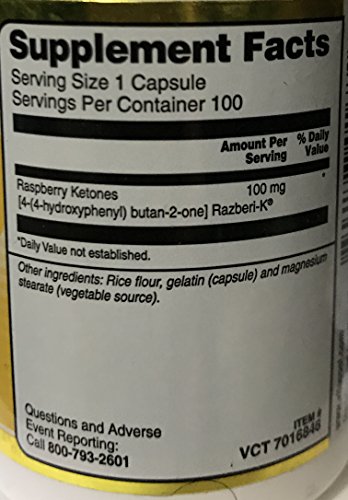 Supplement Facts
Serving Size 1 Capsule
Servings Per Container 100
Amount Per Serving
% Daily Value
Raspberry Ketones 100 mg *
[4-(4-hydroxyphenyl) butan-2-one] Razberi-K®
*Daily Value not established.
Other ingredients: Rice flour, gelatin (capsule) and magnesium
stearate (vegetable source).
Questions and Adverse
Event Reporting:
Call 800-793-2601
ITEM #
VCT 7016846